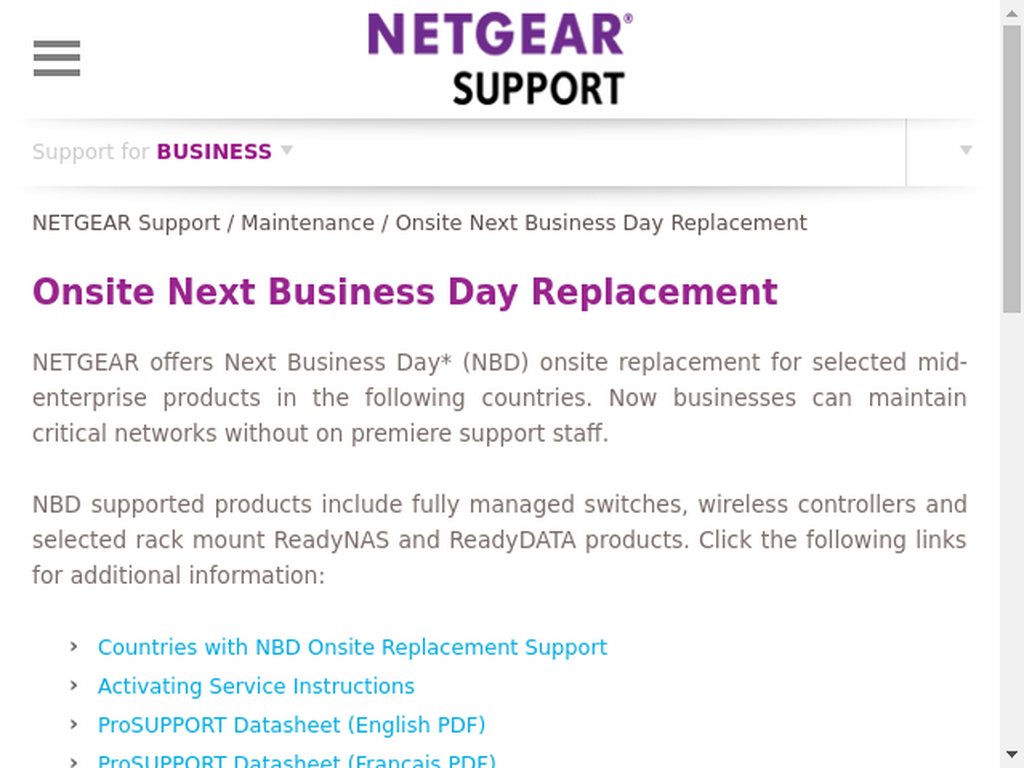 NETGEAR®
SUPPORT
Support for BUSINESS
NETGEAR Support / Maintenance / Onsite Next Business Day Replacement
Onsite Next Business Day Replacement
NETGEAR offers Next Business Day* (NBD) onsite replacement for selected mid-
enterprise products in the following countries. Now businesses can maintain
critical networks without on premiere support staff.
NBD supported products include fully managed switches, wireless controllers and
selected rack mount ReadyNAS and ReadyDATA products. Click the following links
for additional information:
Countries with NBD Onsite Replacement Support
Activating Service Instructions
ProSUPPORT Datasheet (English PDF)
ProSUPPORT Datasheet (Français PDF)